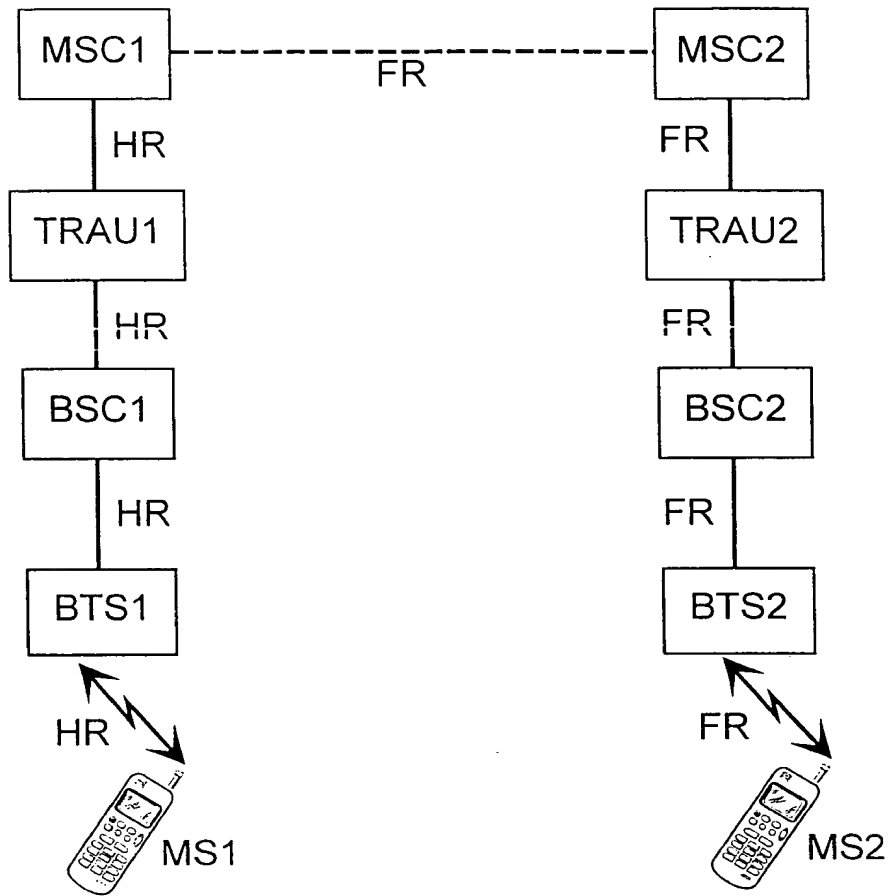 MSC1
FR
MSC2
HR
FR
TRAU1
TRAU2
HR
FR
BSC1
BSC2
HR
FR
BTS1
BTS2
HR
FR
MS1
MS2